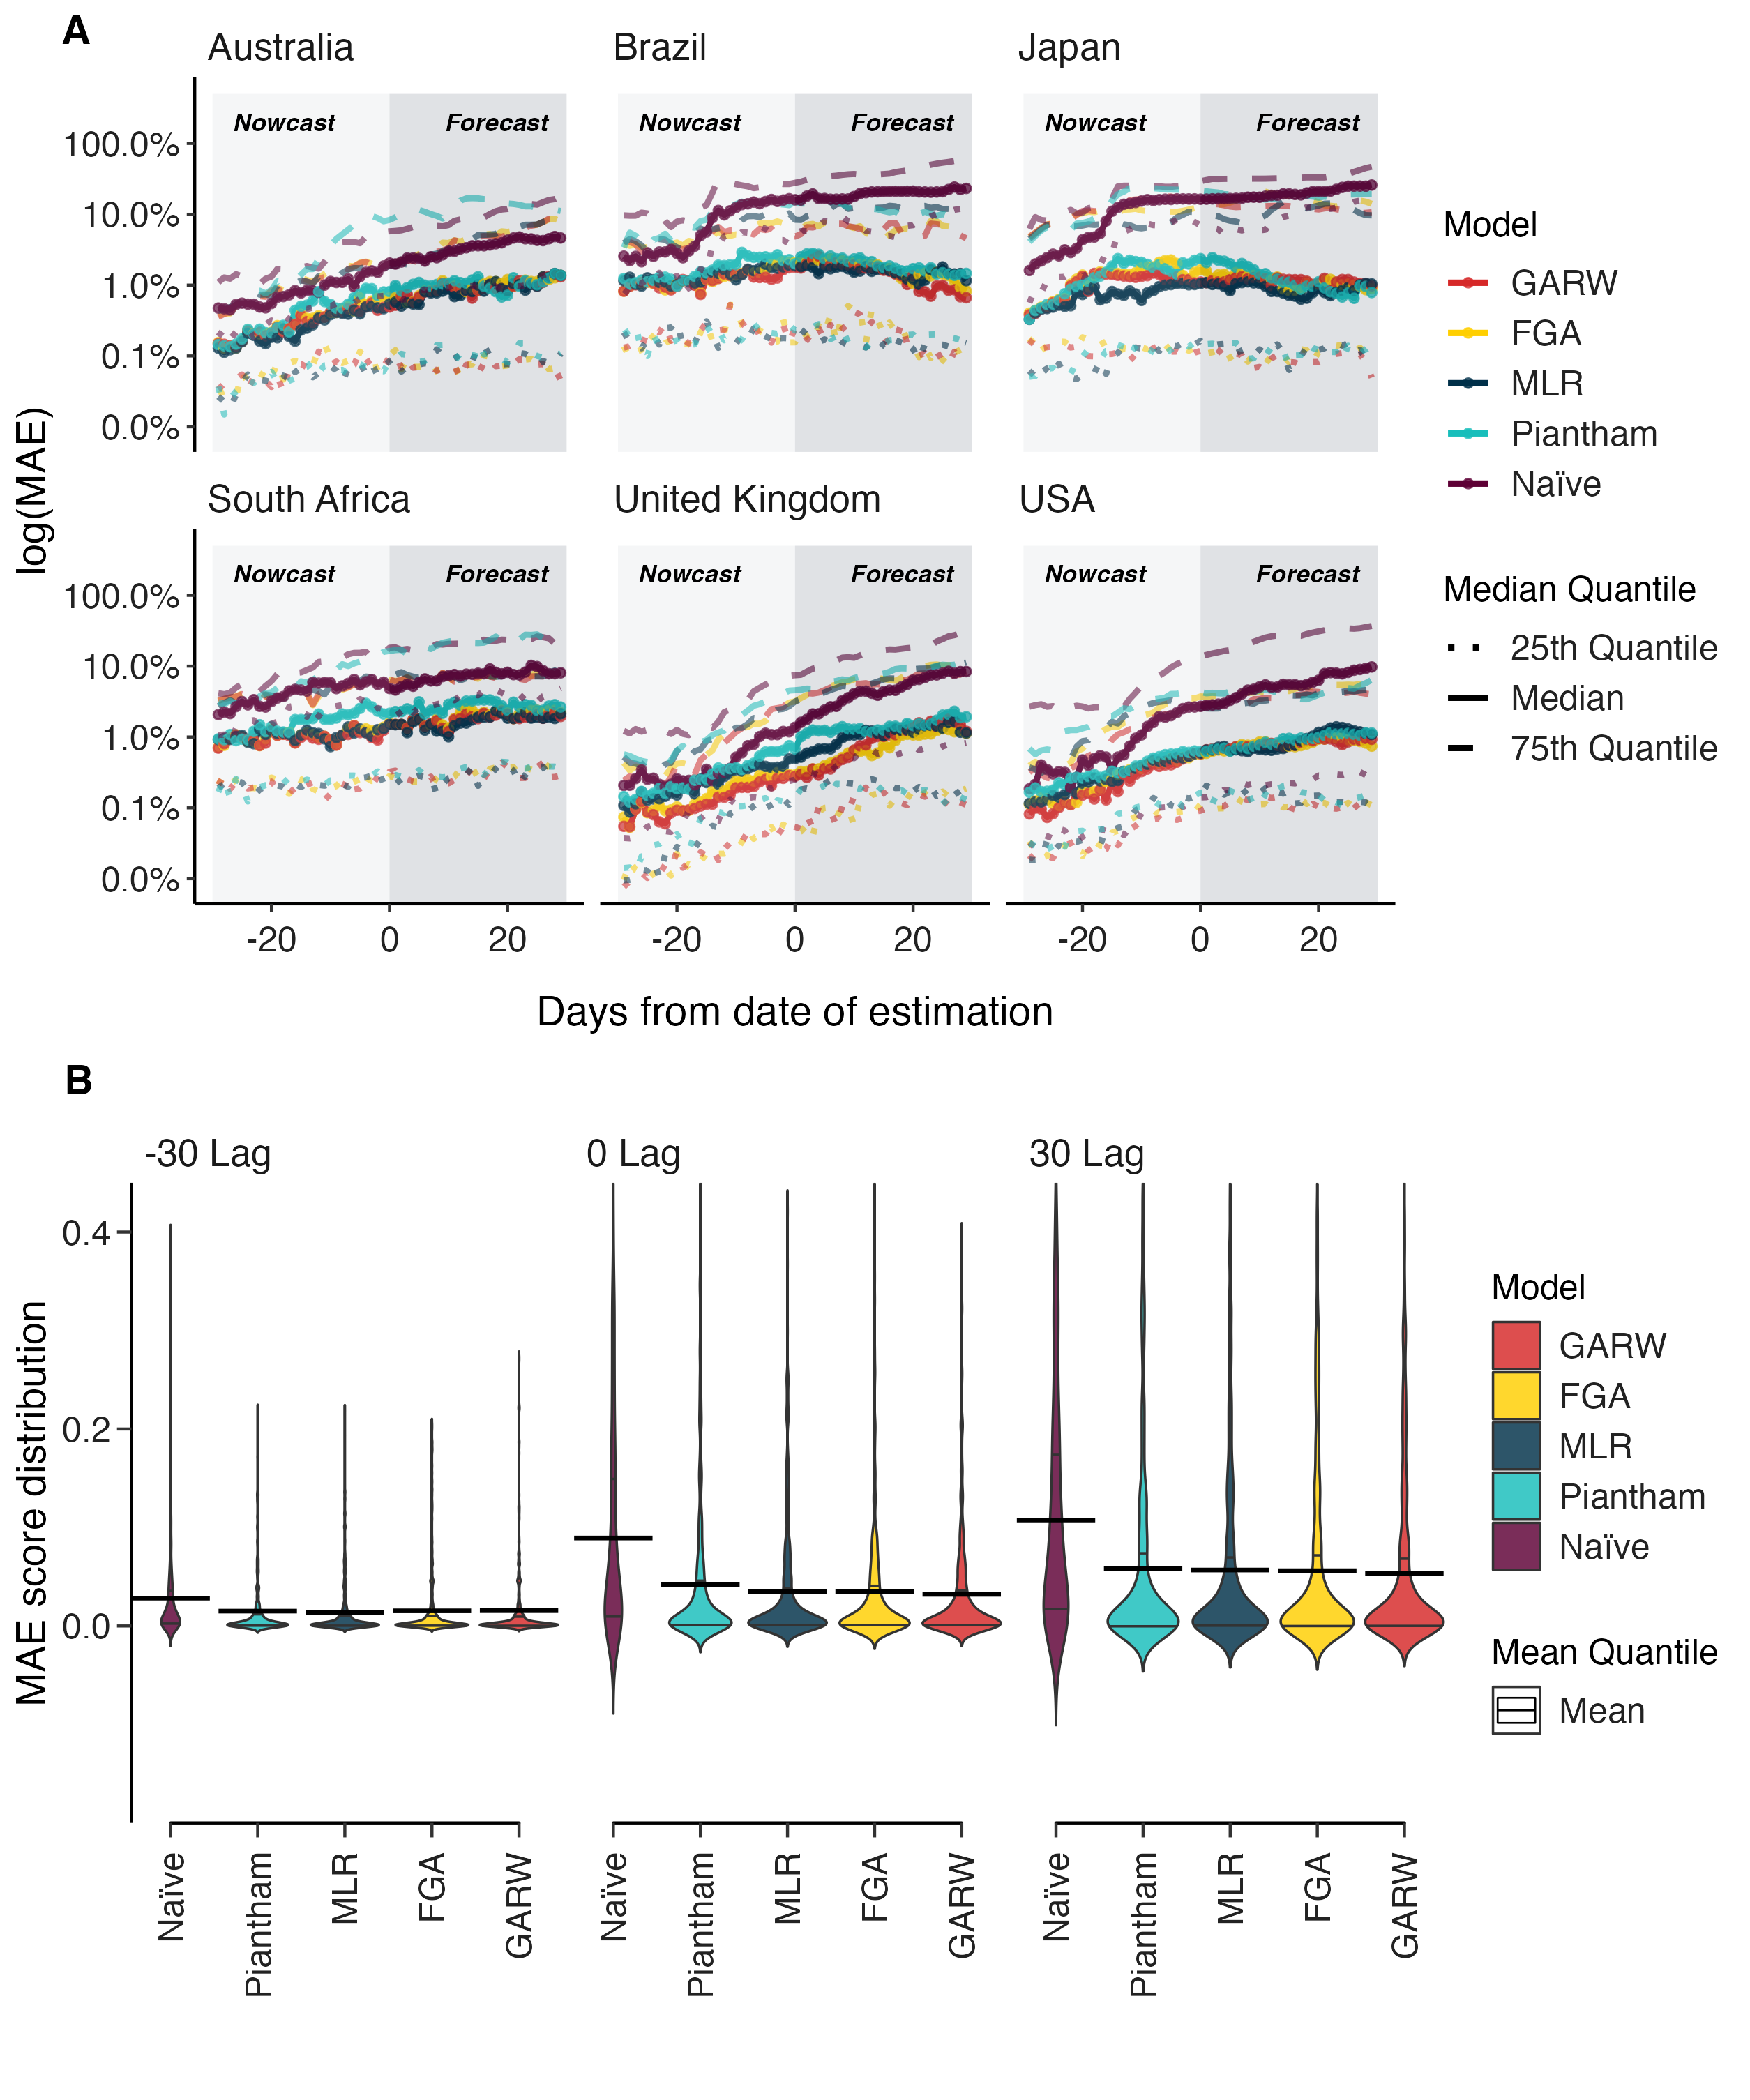 A
Australia
Brazil
Japan
Nowcast
Forecast
Nowcast
Forecast
Nowcast
Forecast
100.0%
10.0%
1.0%
0.1%
0.0%
log(MAE)
South Africa
United Kingdom
USA
Nowcast
Forecast
Nowcast
Forecast
Nowcast
Forecast
100.0%
10.0%
1.0%
0.1%
0.0%
-20
0
20
-20
0
20
-20
0
20
Days from date of estimation
Model
GARW
FGA
MLR
Piantham
Naïve
Median Quantile
25th Quantile
Median
75th Quantile
B
-30 Lag
0 Lag
30 Lag
0.4
0.2
0.0
MAE score distribution
Naïve
Piantham
MLR
FGA
GARW
Naïve
Piantham
MLR
FGA
GARW
Naïve
Piantham
MLR
FGA
GARW
Model
GARW
FGA
MLR
Piantham
Naïve
Mean Quantile
Mean